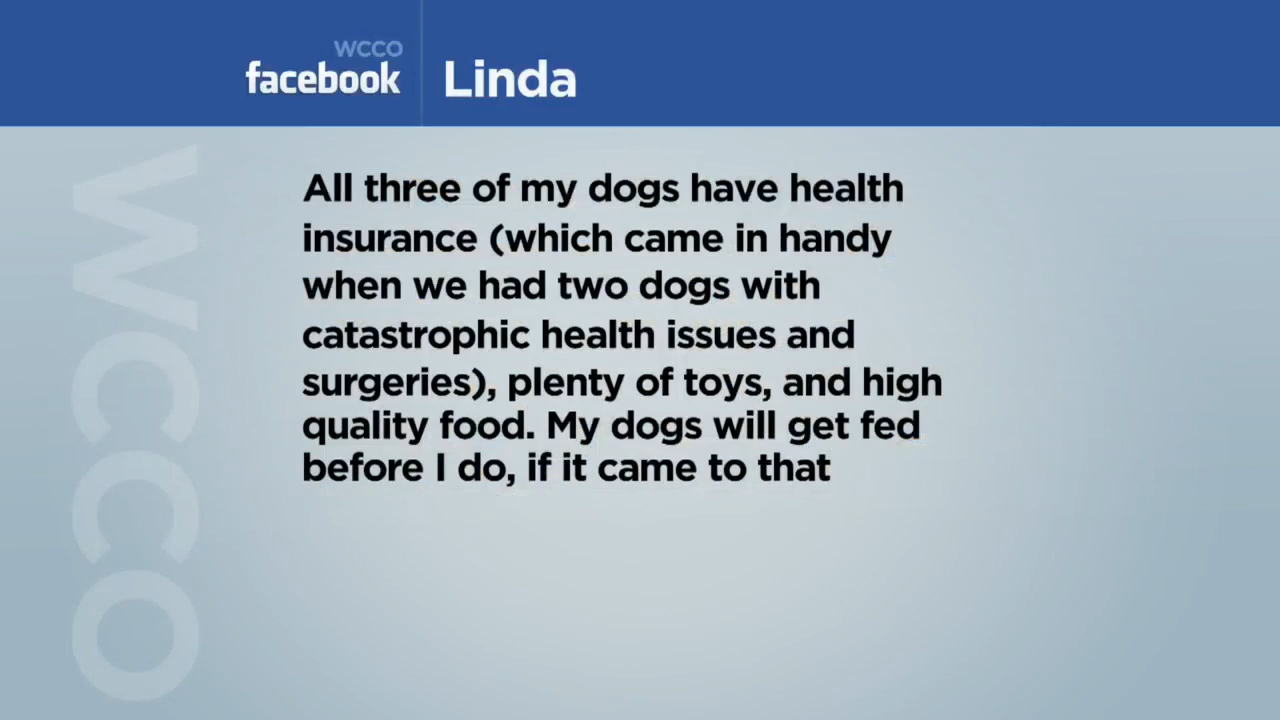 WCCO
facebook
Linda
WCCO
All three of my dogs have health
insurance (which came in handy
when we had two dogs with
catastrophic health issues and
surgeries), plenty of toys, and high
quality food. My dogs will get fed
before I do, if it came to that